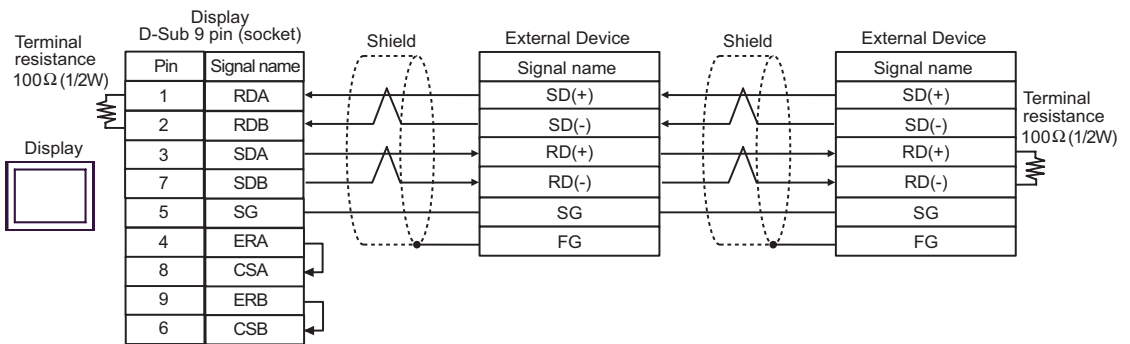 Display
D-Sub 9 pin (socket)
Terminal
resistance
100Ω(1/2W)
Shield
External Device
Shield
External Device
Pin Signal name
Signal name
Signal name
1 RDA
SD(+)
SD(+)
2 RDB
SD(-)
SD(-)
Terminal
resistance
100Ω(1/2W)
Display
3 SDA
RD(+)
RD(+)
7 SDB
RD(-)
RD(-)
5 SG
SG
SG
4 ERA
FG
FG
8 CSA
9 ERB
6 CSB